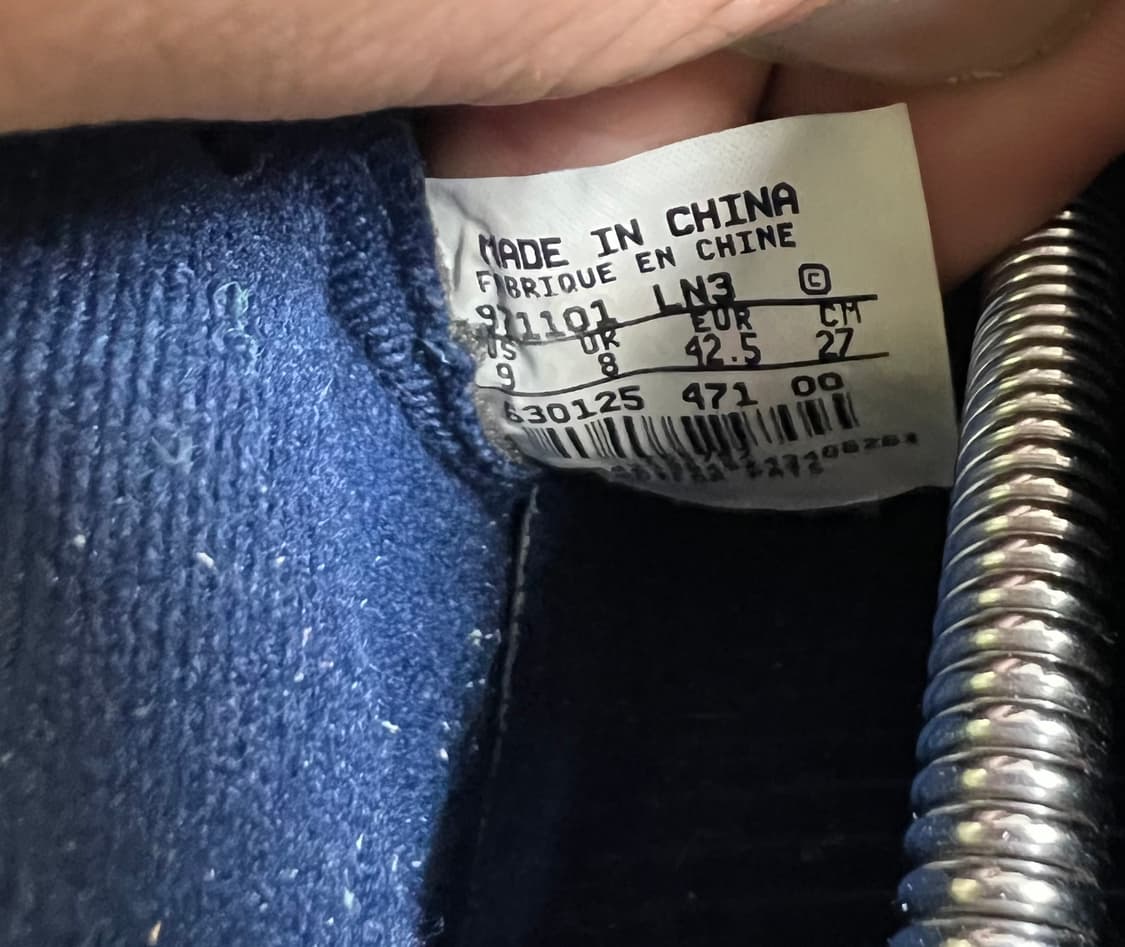 MADE IN CHINA
FABRIQUE EN CHINE
971101 LN3 C
US UK EUR CM
9 8 42.5 27
630125 471 00